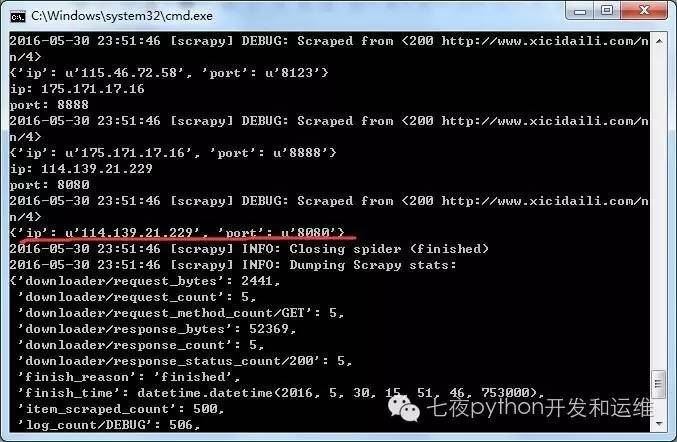 C:\Windows\system32\cmd.exe
2016-05-30 23:51:46 [scrapy] DEBUG: Scraped from <200 http://www.xicidaili.com/n
n/4>
{'ip': u'115.46.72.58', 'port': u'8123'}
ip: 175.171.17.16
port: 8888
2016-05-30 23:51:46 [scrapy] DEBUG: Scraped from <200 http://www.xicidaili.com/n
n/4>
{'ip': u'175.171.17.16', 'port': u'8888'}
ip: 114.139.21.229
port: 8080
2016-05-30 23:51:46 [scrapy] DEBUG: Scraped from <200 http://www.xicidaili.com/n
n/4>
{'ip': u'114.139.21.229', 'port': u'8080'}
2016-05-30 23:51:46 [scrapy] INFO: Closing spider (finished)
2016-05-30 23:51:46 [scrapy] INFO: Dumping Scrapy stats:
{'downloader/request_bytes': 2441,
'downloader/request_count': 5,
'downloader/request_method_count/GET': 5,
'downloader/response_bytes': 52369,
'downloader/response_count': 5,
'downloader/response_status_count/200': 5,
'finish_reason': 'finished',
'finish_time': datetime.datetime(2016, 5, 30, 15, 51, 46, 753000),
'item_scraped_count': 500,
'log_count/DEBUG': 506,
七夜python开发和运维